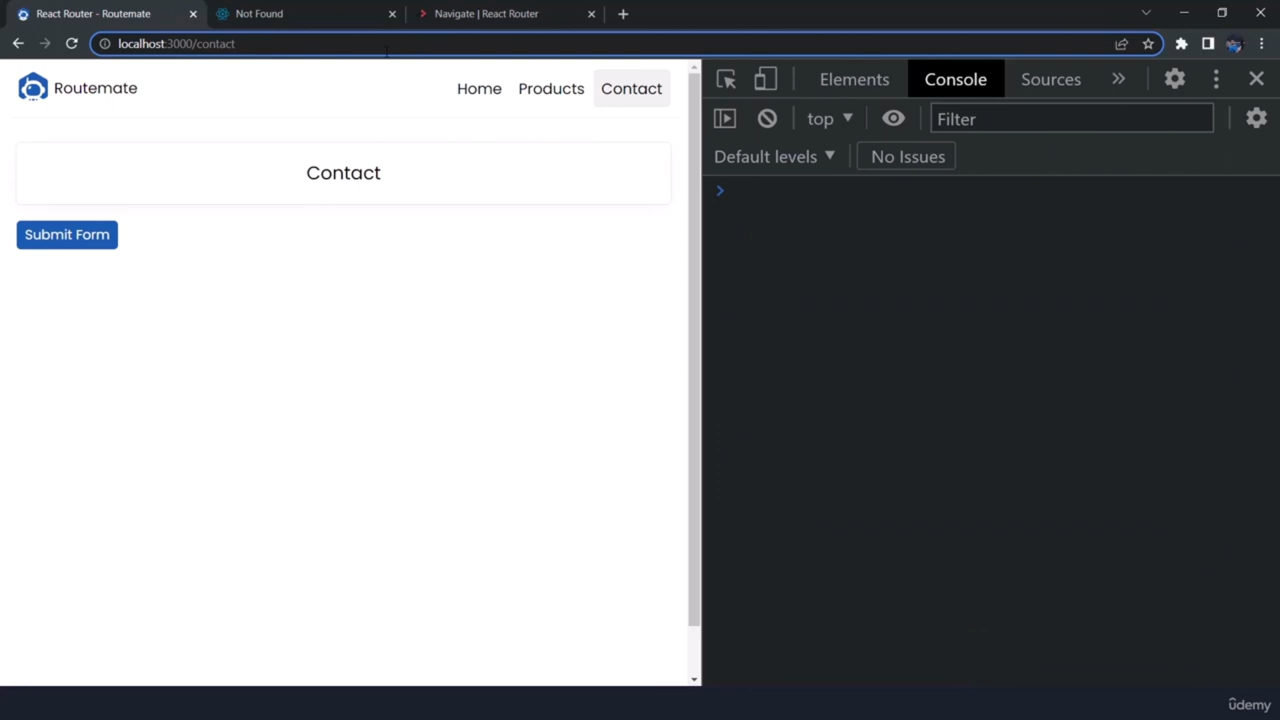 React Router - Routemate
Not Found
Navigate | React Router
localhost:3000/contact
Routemate
Home
Products
Contact
Contact
Submit Form
Elements
Console
Sources
top
Filter
Default levels
No Issues
ûdemy